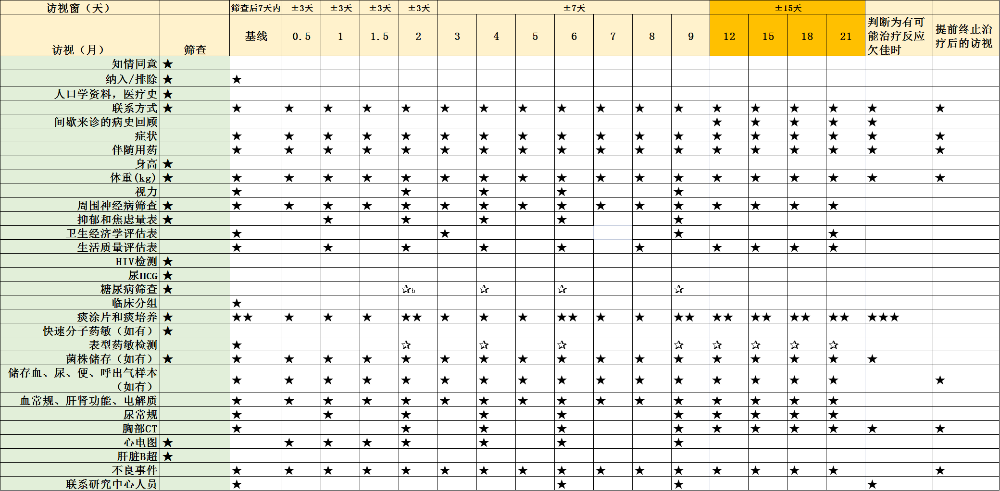 访视窗（天） 筛查后7天内 ±3天 ±3天 ±3天 ±3天 ±7天 ±15天
访视（月） 筛查 基线 0.5 1 1.5 2 3 4 5 6 7 8 9 12 15 18 21 判断为有可能治疗反应欠佳时 提前终止治疗后的访视
知情同意 ★
纳入/排除 ★ ★
人口学资料，医疗史 ★
联系方式 ★ ★ ★ ★ ★ ★ ★ ★ ★ ★ ★ ★ ★ ★ ★ ★ ★ ★ ★
间歇来诊的病史回顾 ★ ★ ★ ★ ★
症状 ★ ★ ★ ★ ★ ★ ★ ★ ★ ★ ★ ★ ★ ★ ★ ★ ★ ★
伴随用药 ★ ★ ★ ★ ★ ★ ★ ★ ★ ★ ★ ★ ★ ★ ★ ★ ★ ★
身高 ★
体重(kg) ★ ★ ★ ★ ★ ★ ★ ★ ★ ★ ★ ★ ★ ★ ★ ★ ★ ★ ★
视力 ★ ★ ★ ★ ★
周围神经病筛查 ★ ★ ★ ★ ★ ★ ★ ★ ★ ★ ★ ★ ★ ★ ★ ★ ★
抑郁和焦虑量表 ★ ★ ★ ★ ★ ★
卫生经济学评估表 ★ ★ ★ ★
生活质量评估表 ★ ★ ★ ★ ★ ★ ★ ★ ★ ★
HIV检测 ★
尿HCG ★
糖尿病筛查 ★ ☆b ☆ ☆ ☆
临床分组 ★
痰涂片和痰培养 ★ ★★ ★ ★ ★ ★★ ★ ★ ★ ★★ ★ ★ ★★ ★★ ★★ ★★ ★★ ★★★
快速分子药敏（如有） ★
表型药敏检测 ★ ☆ ☆ ☆ ☆ ☆ ☆ ☆ ☆
菌株储存（如有） ★ ★ ★ ★ ★ ★ ★ ★ ★ ★ ★ ★ ★ ★ ★ ★ ★ ★
储存血、尿、便、呼出气样本
（如有） ★ ★ ★ ★ ★ ★ ★ ★ ★ ★ ★ ★ ★ ★ ★ ★ ★
血常规、肝肾功能、电解质 ★ ★ ★ ★ ★ ★ ★ ★ ★ ★ ★ ★ ★ ★ ★ ★
尿常规 ★ ★ ★ ★ ★ ★ ★ ★ ★ ★
胸部CT ★ ★ ★ ★ ★ ★ ★ ★ ★ ★ ★
心电图 ★ ★ ★ ★ ★ ★ ★ ★
肝脏B超 ★
不良事件 ★ ★ ★ ★ ★ ★ ★ ★ ★ ★ ★ ★ ★ ★ ★ ★ ★
联系研究中心人员 ★ ★ ★ ★